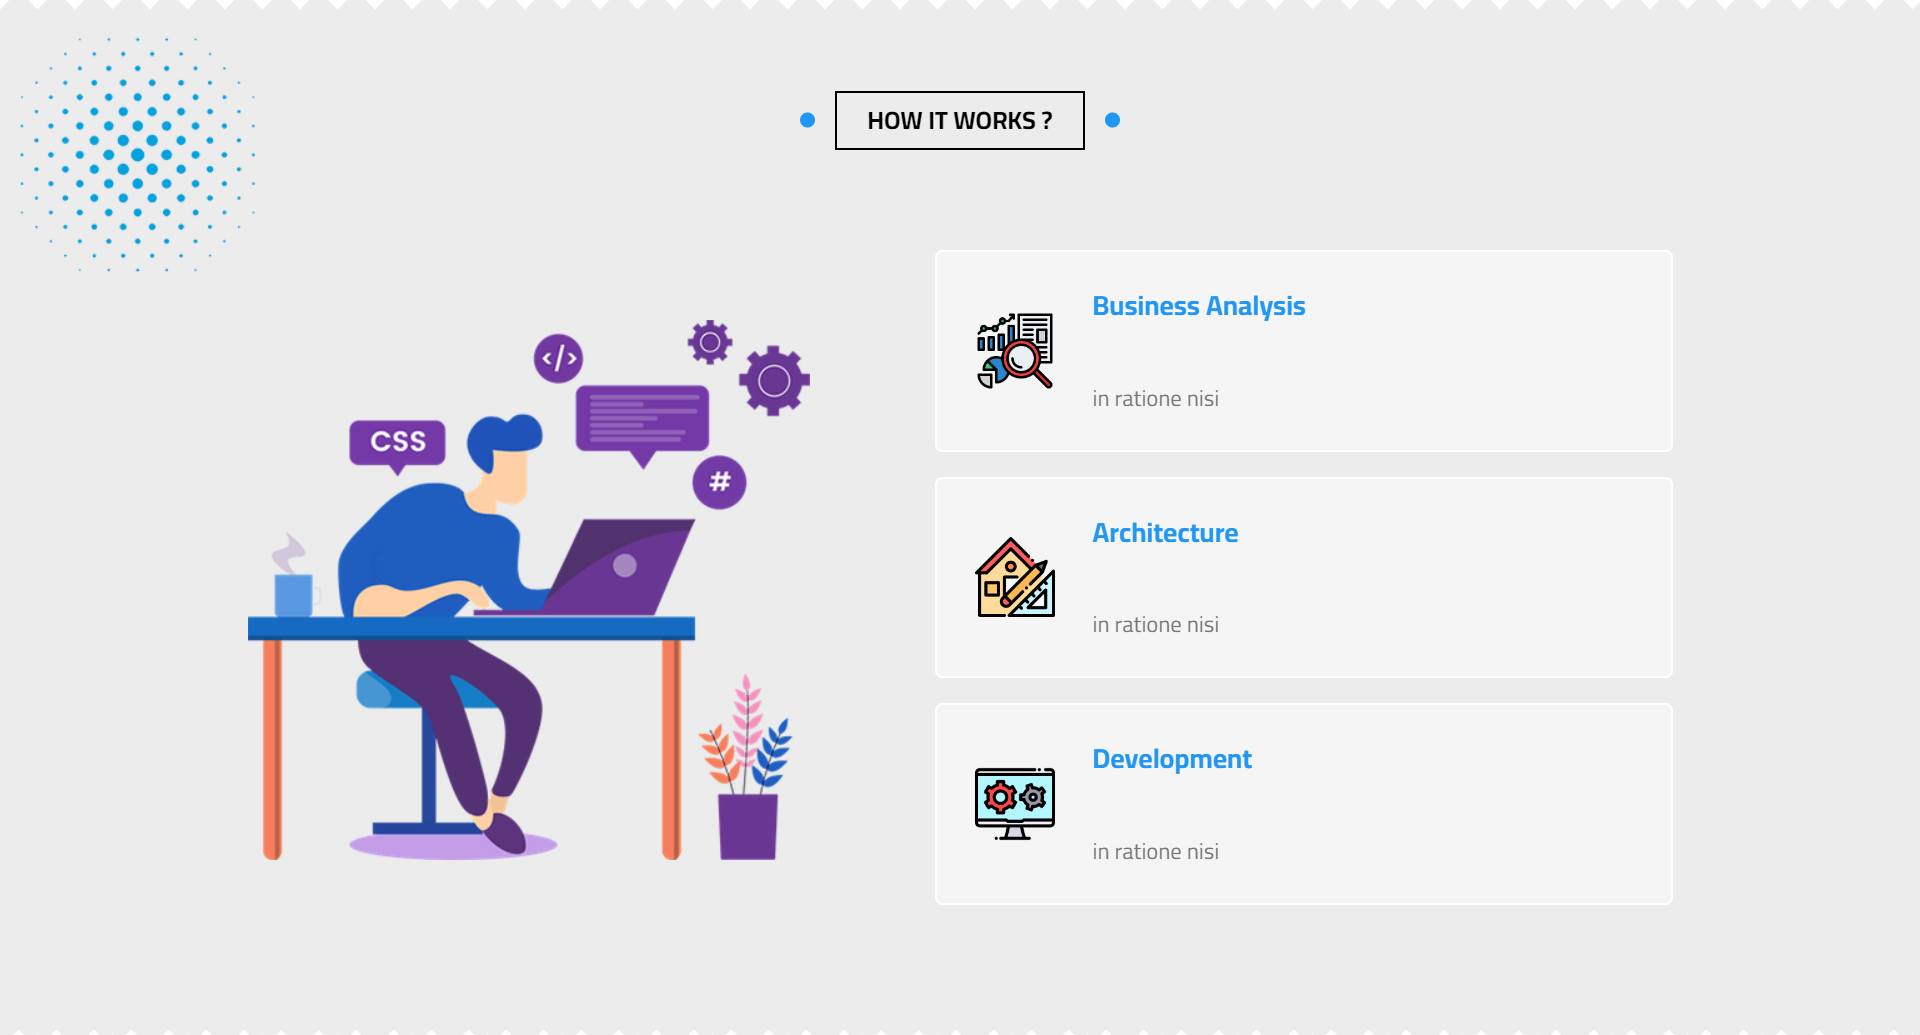 HOW IT WORKS ?
</>
CSS
#
Business Analysis
in ratione nisi
Architecture
in ratione nisi
Development
in ratione nisi